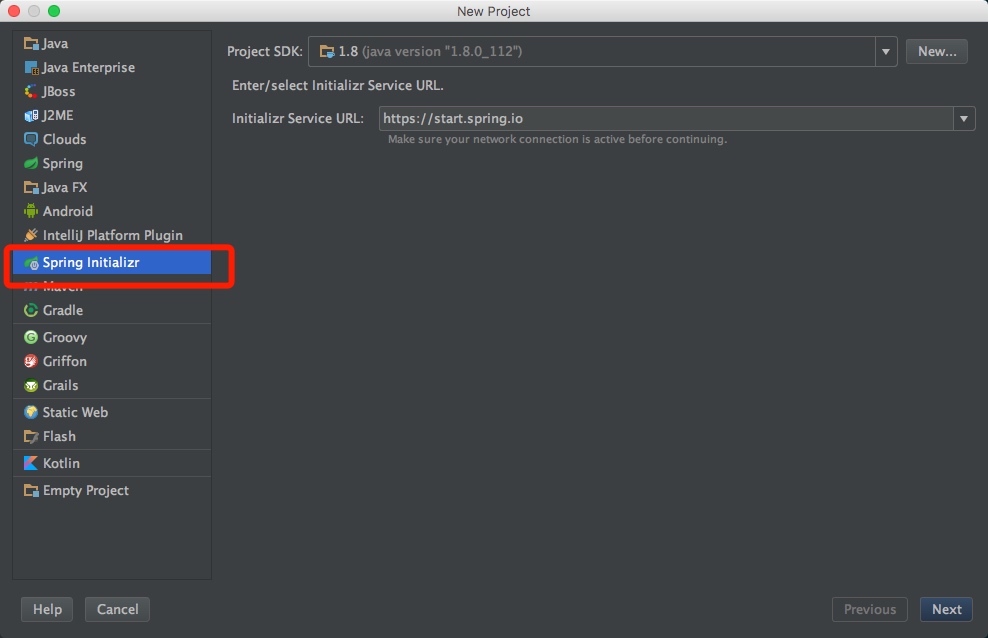 New Project
Java
Java Enterprise
JBoss
J2ME
Clouds
Spring
Java FX
Android
IntelliJ Platform Plugin
Spring Initializr
Maven
Gradle
Groovy
Griffon
Grails
Static Web
Flash
Kotlin
Empty Project
Project SDK: 1.8 (java version "1.8.0_112") New...
Enter/select Initializr Service URL.
Initializr Service URL: https://start.spring.io
Make sure your network connection is active before continuing.
Help Cancel Previous Next